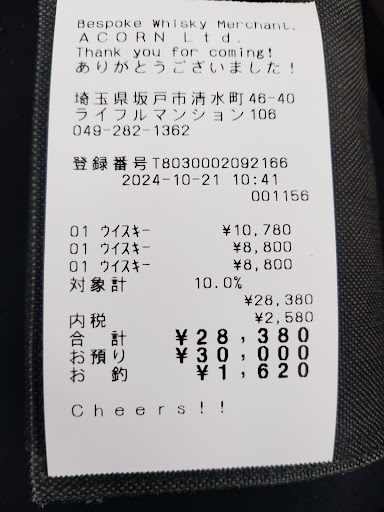 Bespoke Whisky Merchant.
ACORN Ltd.
Thank you for coming!
ありがとうございました！
埼玉県坂戸市清水町46-40
ライフルマンション106
049-282-1362
登録番号T8030002092166
2024-10-21 10:41
001156
01 ウイスキー ¥10,780
01 ウイスキー ¥8,800
01 ウイスキー ¥8,800
対象計 10.0%
¥28,380
内税 ¥2,580
合計 ¥28,380
お預り ¥30,000
お釣 ¥1,620
Cheers!!